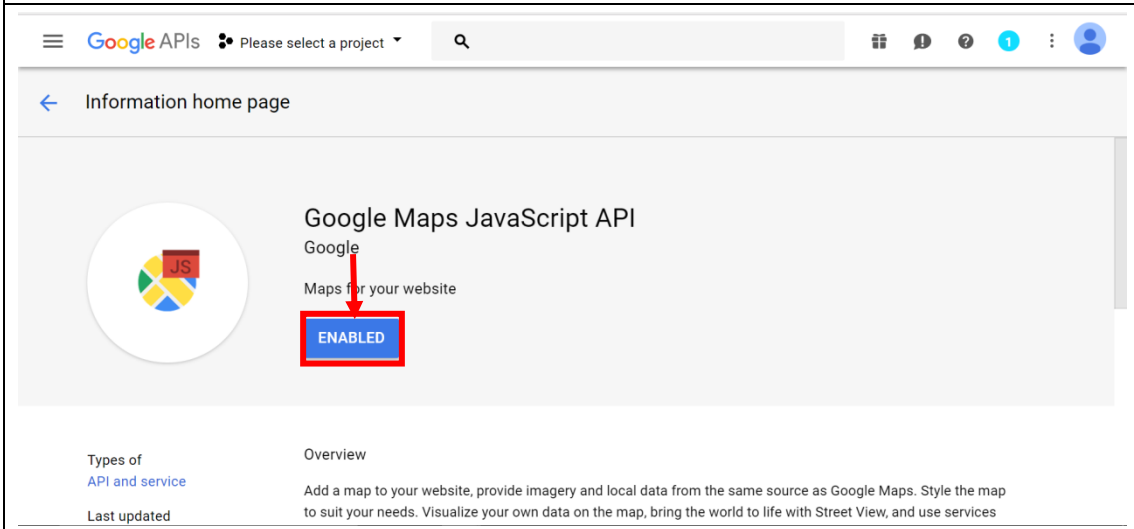 Google APIs Please select a project 1
Information home page
JS
Google Maps JavaScript API
Google
Maps for your website
ENABLED
Types of
API and service
Last updated
Overview
Add a map to your website, provide imagery and local data from the same source as Google Maps. Style the map
to suit your needs. Visualize your own data on the map, bring the world to life with Street View, and use services